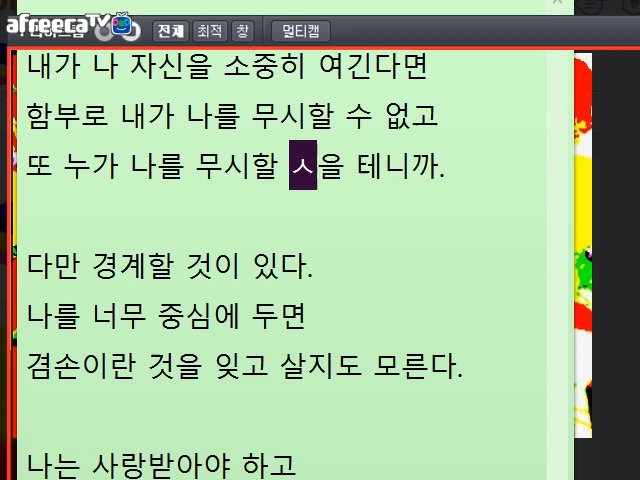 afreecaTV
전체 최적 창 멀티캠
내가 나 자신을 소중히 여긴다면
함부로 내가 나를 무시할 수 없고
또 누가 나를 무시할 ㅅ을 테니까.
다만 경계할 것이 있다.
나를 너무 중심에 두면
겸손이란 것을 잊고 살지도 모른다.
나는 사랑받아야 하고